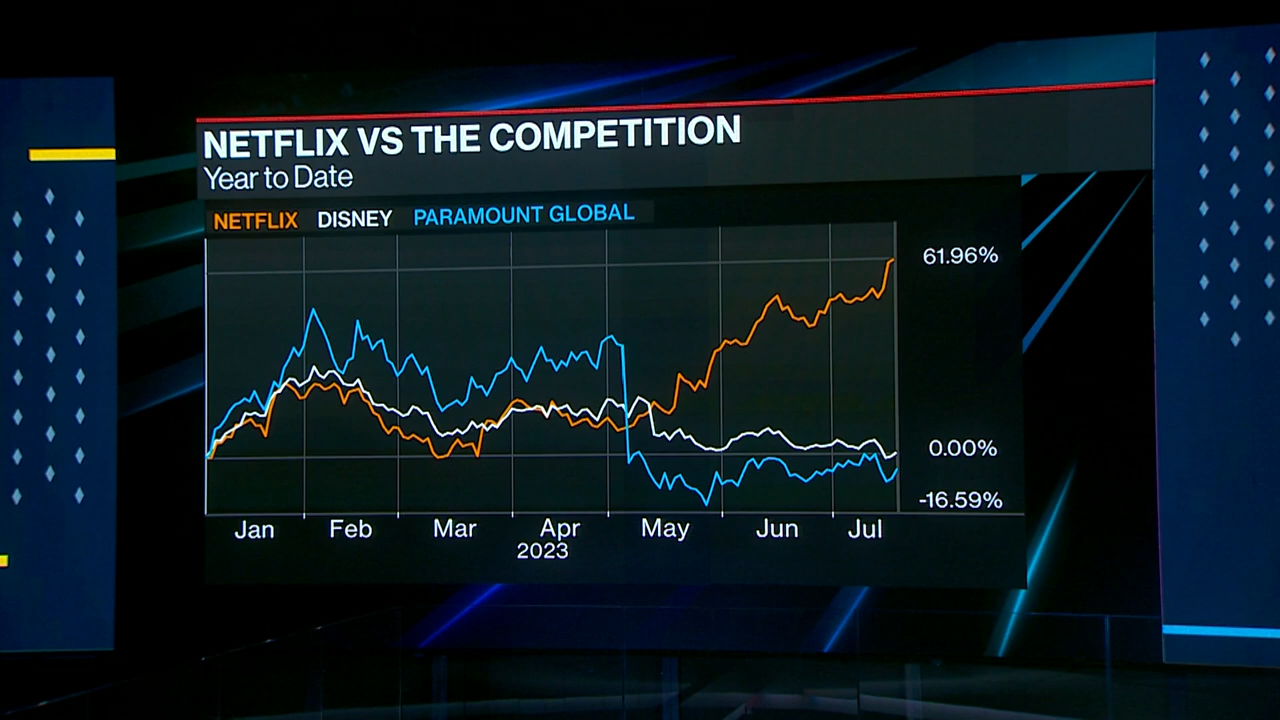 NETFLIX VS THE COMPETITION
Year to Date
NETFLIX DISNEY PARAMOUNT GLOBAL
61.96%
0.00%
-16.59%
Jan Feb Mar Apr May Jun Jul
2023